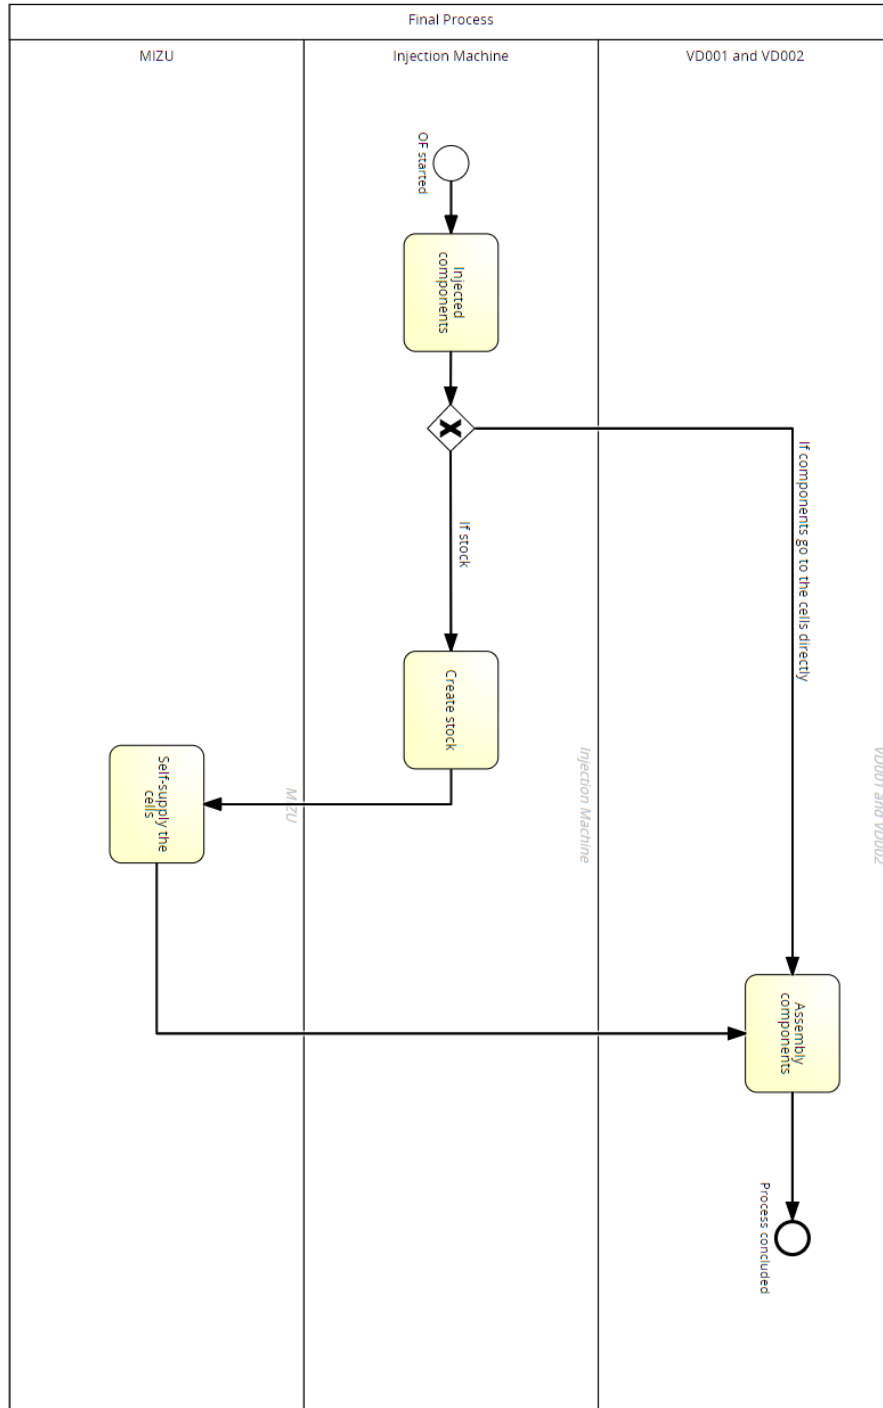 Final Process
MIZU
Injection Machine
VD001 and VD002
OF started
Injected
components
If components go to the cells directly
If stock
Create stock
Self-supply the
cells
MIZU
Injection Machine
VD001 and VD002
Assembly
components
Process concluded